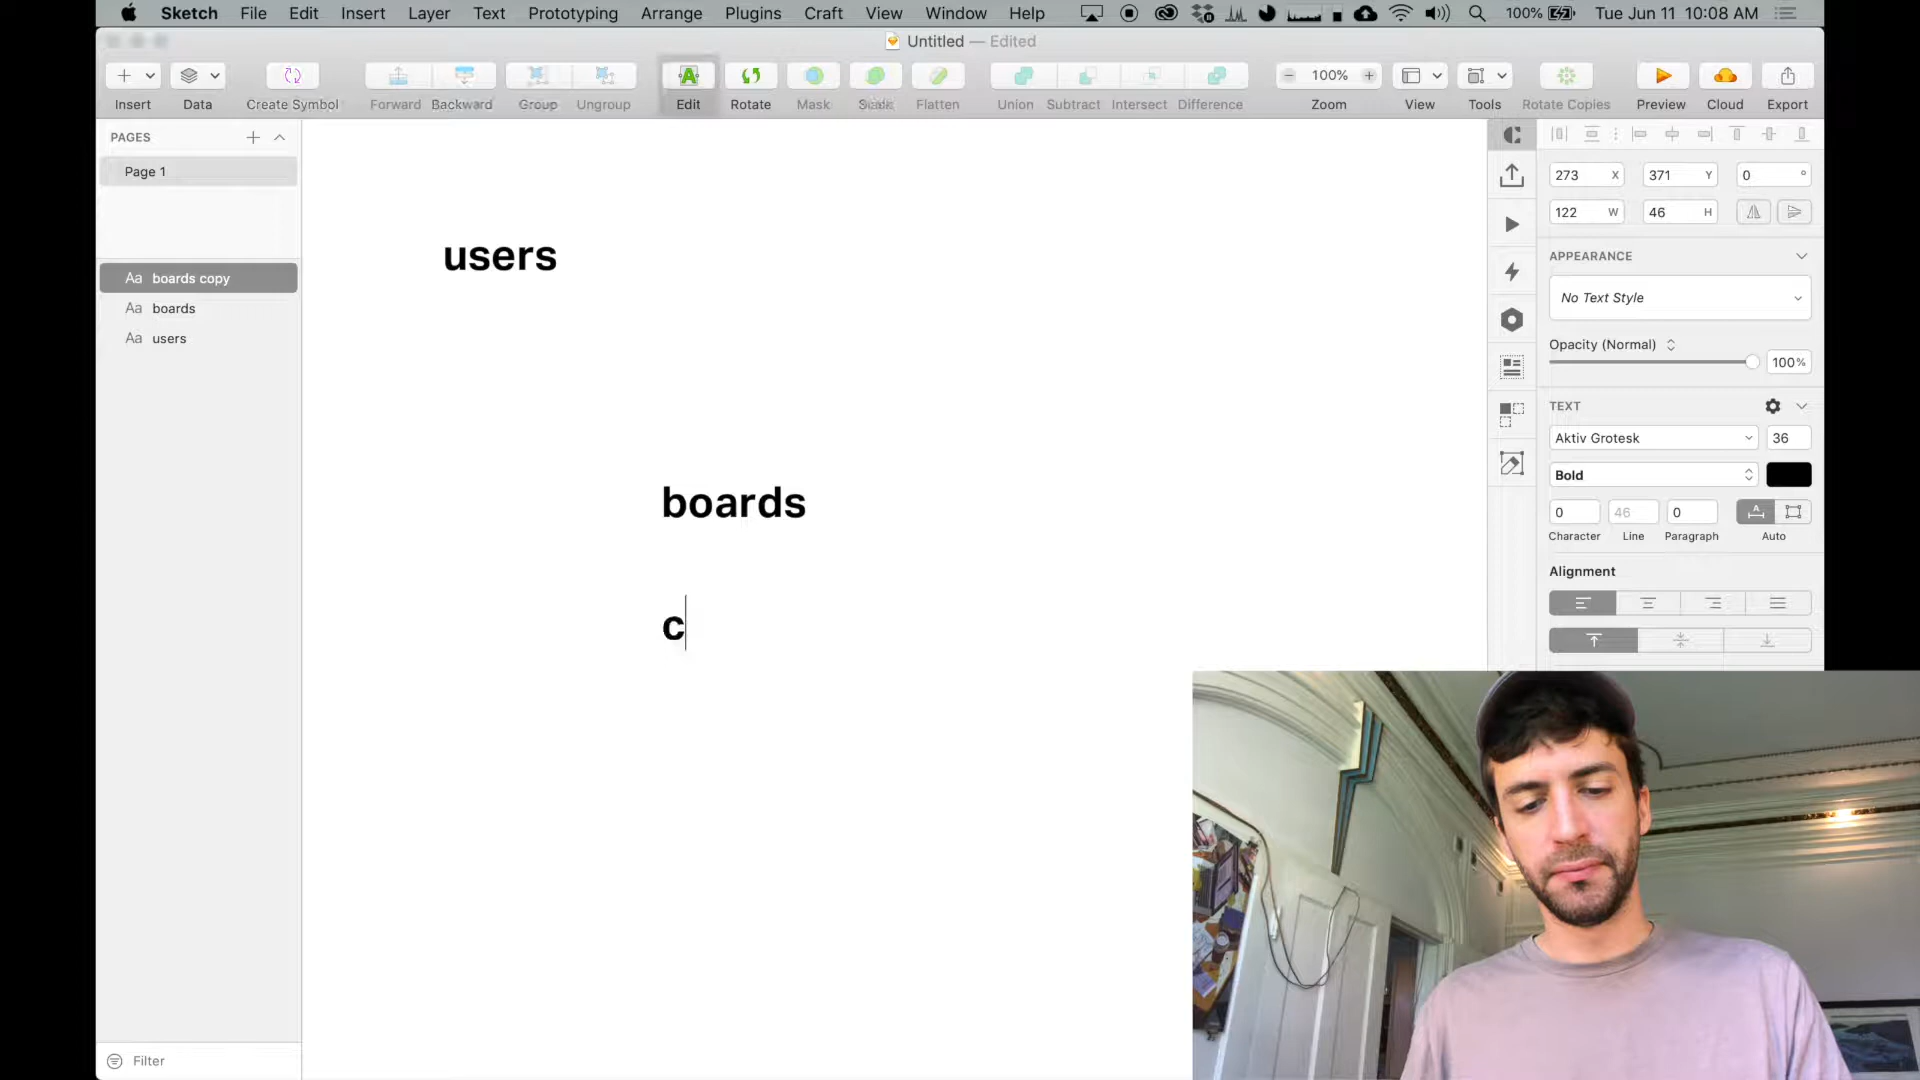 Sketch File Edit Insert Layer Text Prototyping Arrange Plugins Craft View Window Help 100% Tue Jun 11 10:08 AM
Untitled — Edited
100%
Insert Data Create Symbol Forward Backward Group Ungroup Edit Rotate Mask Scale Flatten Union Subtract Intersect Difference Zoom View Tools Rotate Copies Preview Cloud Export
PAGES
Page 1
Aa boards copy
Aa boards
Aa users
Filter
users
boards
c
273 X 371 Y 0 °
122 W 46 H
APPEARANCE
No Text Style
Opacity (Normal)
100%
TEXT
Aktiv Grotesk 36
Bold
0 46 0
Character Line Paragraph Auto
Alignment